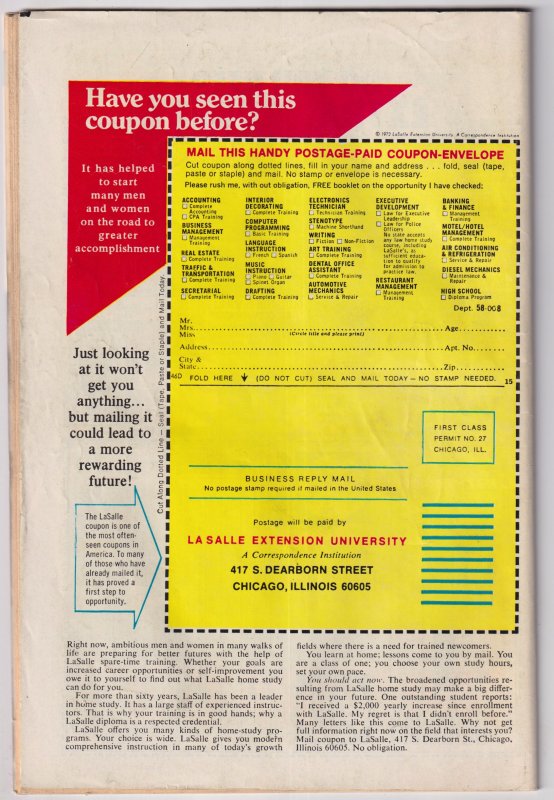 Have you seen this
coupon before?
© 1972 LaSalle Extension University, A Correspondence Institution
It has helped
to start
many men
and women
on the road to
greater
accomplishment
MAIL THIS HANDY POSTAGE-PAID COUPON-ENVELOPE
Cut coupon along dotted lines, fill in your name and address . . . fold, seal (tape,
paste or staple) and mail. No stamp or envelope is necessary.
Please rush me, with out obligation, FREE booklet on the opportunity I have checked:
ACCOUNTING
Complete
Accounting
CPA Training
BUSINESS
MANAGEMENT
Management
Training
REAL ESTATE
Complete Training
TRAFFIC &
TRANSPORTATION
Complete Training
SECRETARIAL
Complete Training
INTERIOR
DECORATING
Complete Training
COMPUTER
PROGRAMMING
Basic Training
LANGUAGE
INSTRUCTION
French Spanish
MUSIC
INSTRUCTION
Piano Guitar
Spinet Organ
DRAFTING
Complete Training
ELECTRONICS
TECHNICIAN
Technician Training
STENOTYPE
Machine Shorthand
WRITING
Fiction Non-Fiction
ART TRAINING
Complete Training
DENTAL OFFICE
ASSISTANT
Complete Training
AUTOMOTIVE
MECHANICS
Service & Repair
EXECUTIVE
DEVELOPMENT
Law for Executive
Leadership
Law for Police
Officers
No state accepts
any law home study
course, including
LaSalle's, as
sufficient educa-
tion to qualify
for admission to
practice law.
RESTAURANT
MANAGEMENT
Management
Training
BANKING
& FINANCE
Management
Training
MOTEL/HOTEL
MANAGEMENT
Complete Training
AIR CONDITIONING
& REFRIGERATION
Service & Repair
DIESEL MECHANICS
Maintenance &
Repair
HIGH SCHOOL
Diploma Program
Dept. 58-008
Mr.
Mrs.
Miss
(Circle title and please print)
Age
Address Apt. No.
City &
State Zip
46D FOLD HERE ↓ (DO NOT CUT) SEAL AND MAIL TODAY – NO STAMP NEEDED. 15
Cut Along Dotted Line – Seal (Tape, Paste or Staple) and Mail Today.
Just looking
at it won't
get you
anything...
but mailing it
could lead to
a more
rewarding
future!
The LaSalle
coupon is one of
the most often-
seen coupons in
America. To many
of those who have
already mailed it,
it has proved a
first step to
opportunity.
FIRST CLASS
PERMIT NO. 27
CHICAGO, ILL.
BUSINESS REPLY MAIL
No postage stamp required if mailed in the United States
Postage will be paid by
LA SALLE EXTENSION UNIVERSITY
A Correspondence Institution
417 S. DEARBORN STREET
CHICAGO, ILLINOIS 60605
Right now, ambitious men and women in many walks of
life are preparing for better futures with the help of
LaSalle spare-time training. Whether your goals are
increased career opportunities or self-improvement you
owe it to yourself to find out what LaSalle home study
can do for you.
For more than sixty years, LaSalle has been a leader
in home study. It has a large staff of experienced instruc-
tors. That is why your training is in good hands; why a
LaSalle diploma is a respected credential.
LaSalle offers you many kinds of home-study pro-
grams. Your choice is wide. LaSalle gives you modern
comprehensive instruction in many of today's growth
fields where there is a need for trained newcomers.
You learn at home; lessons come to you by mail. You
are a class of one; you choose your own study hours,
set your own pace.
You should act now. The broadened opportunities re-
sulting from LaSalle home study may make a big differ-
ence in your future. One outstanding student reports:
"I received a $2,000 yearly increase since enrollment
with LaSalle. My regret is that I didn't enroll before."
Many letters like this come to LaSalle. Why not get
full information right now on the field that interests you?
Mail coupon to LaSalle, 417 S. Dearborn St., Chicago,
Illinois 60605. No obligation.